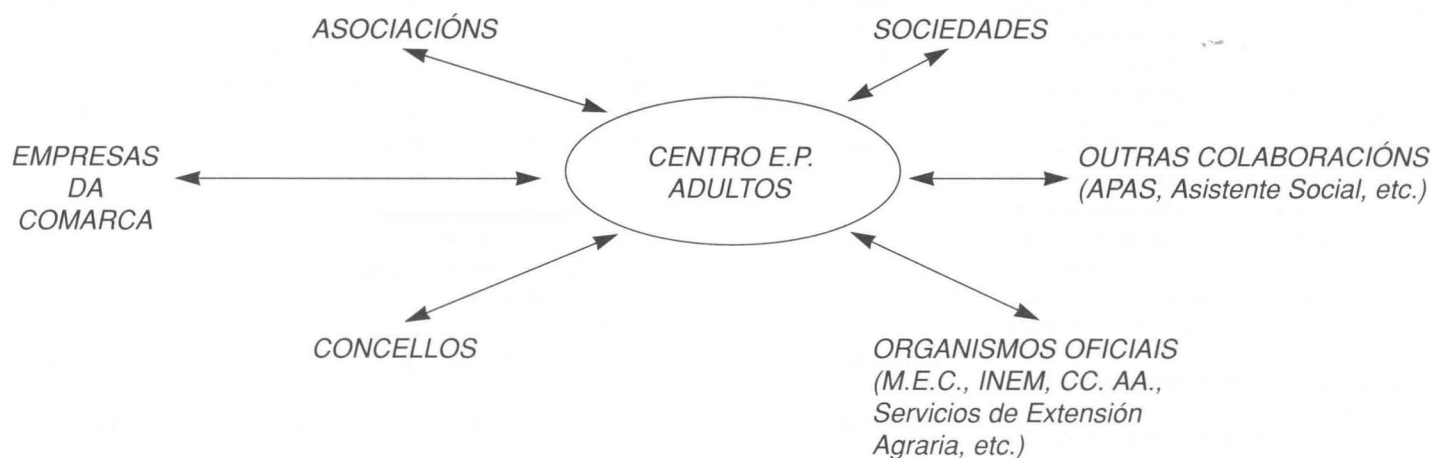 ASOCIACIÓNS
SOCIEDADES
EMPRESAS
DA
COMARCA
CENTRO E.P.
ADULTOS
OUTRAS COLABORACIÓNS
(APAS, Asistente Social, etc.)
CONCELLOS
ORGANISMOS OFICIAIS
(M.E.C., INEM, CC. AA.,
Servicios de Extensión
Agraria, etc.)